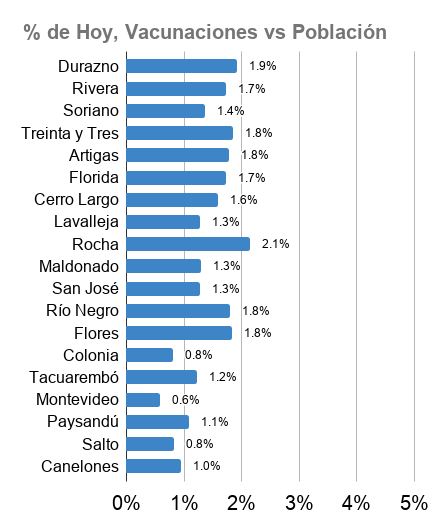 % de Hoy, Vacunaciones vs Población
Durazno 1.9%
Rivera 1.7%
Soriano 1.4%
Treinta y Tres 1.8%
Artigas 1.8%
Florida 1.7%
Cerro Largo 1.6%
Lavalleja 1.3%
Rocha 2.1%
Maldonado 1.3%
San José 1.3%
Río Negro 1.8%
Flores 1.8%
Colonia 0.8%
Tacuarembó 1.2%
Montevideo 0.6%
Paysandú 1.1%
Salto 0.8%
Canelones 1.0%
0% 1% 2% 3% 4% 5%